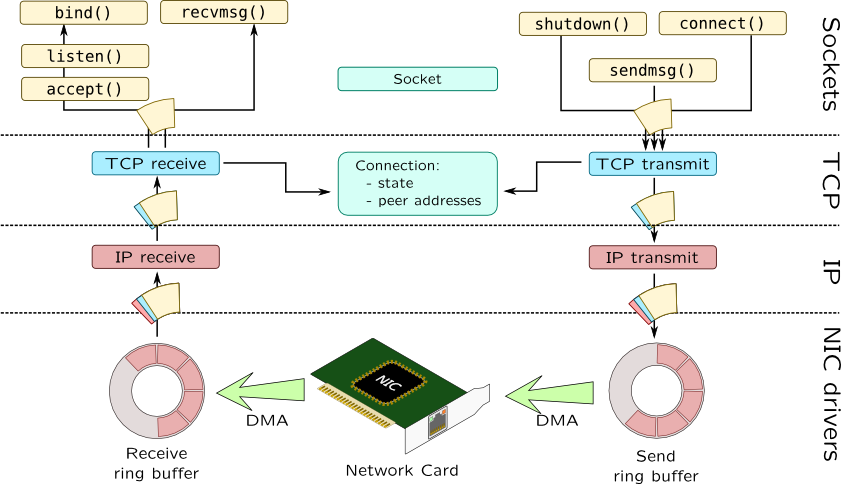 bind()
recvmsg()
listen()
accept()
Socket
shutdown()
connect()
sendmsg()
Sockets
TCP receive
Connection:
- state
- peer addresses
TCP transmit
TCP
IP receive
IP transmit
IP
NIC
DMA
DMA
NIC drivers
Receive
ring buffer
Network Card
Send
ring buffer